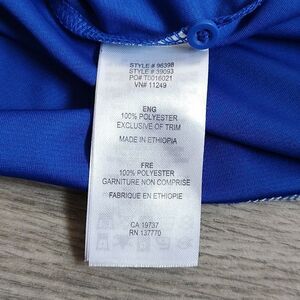 STYLE # 96398
STYLE # 39093
PO# T0016021
VN# 11249
ENG
100% POLYESTER
EXCLUSIVE OF TRIM
MADE IN ETHIOPIA
FRE
100% POLYESTER
GARNITURE NON COMPRISE
FABRIQUE EN ETHIOPIE
CA 19737
RN 137770